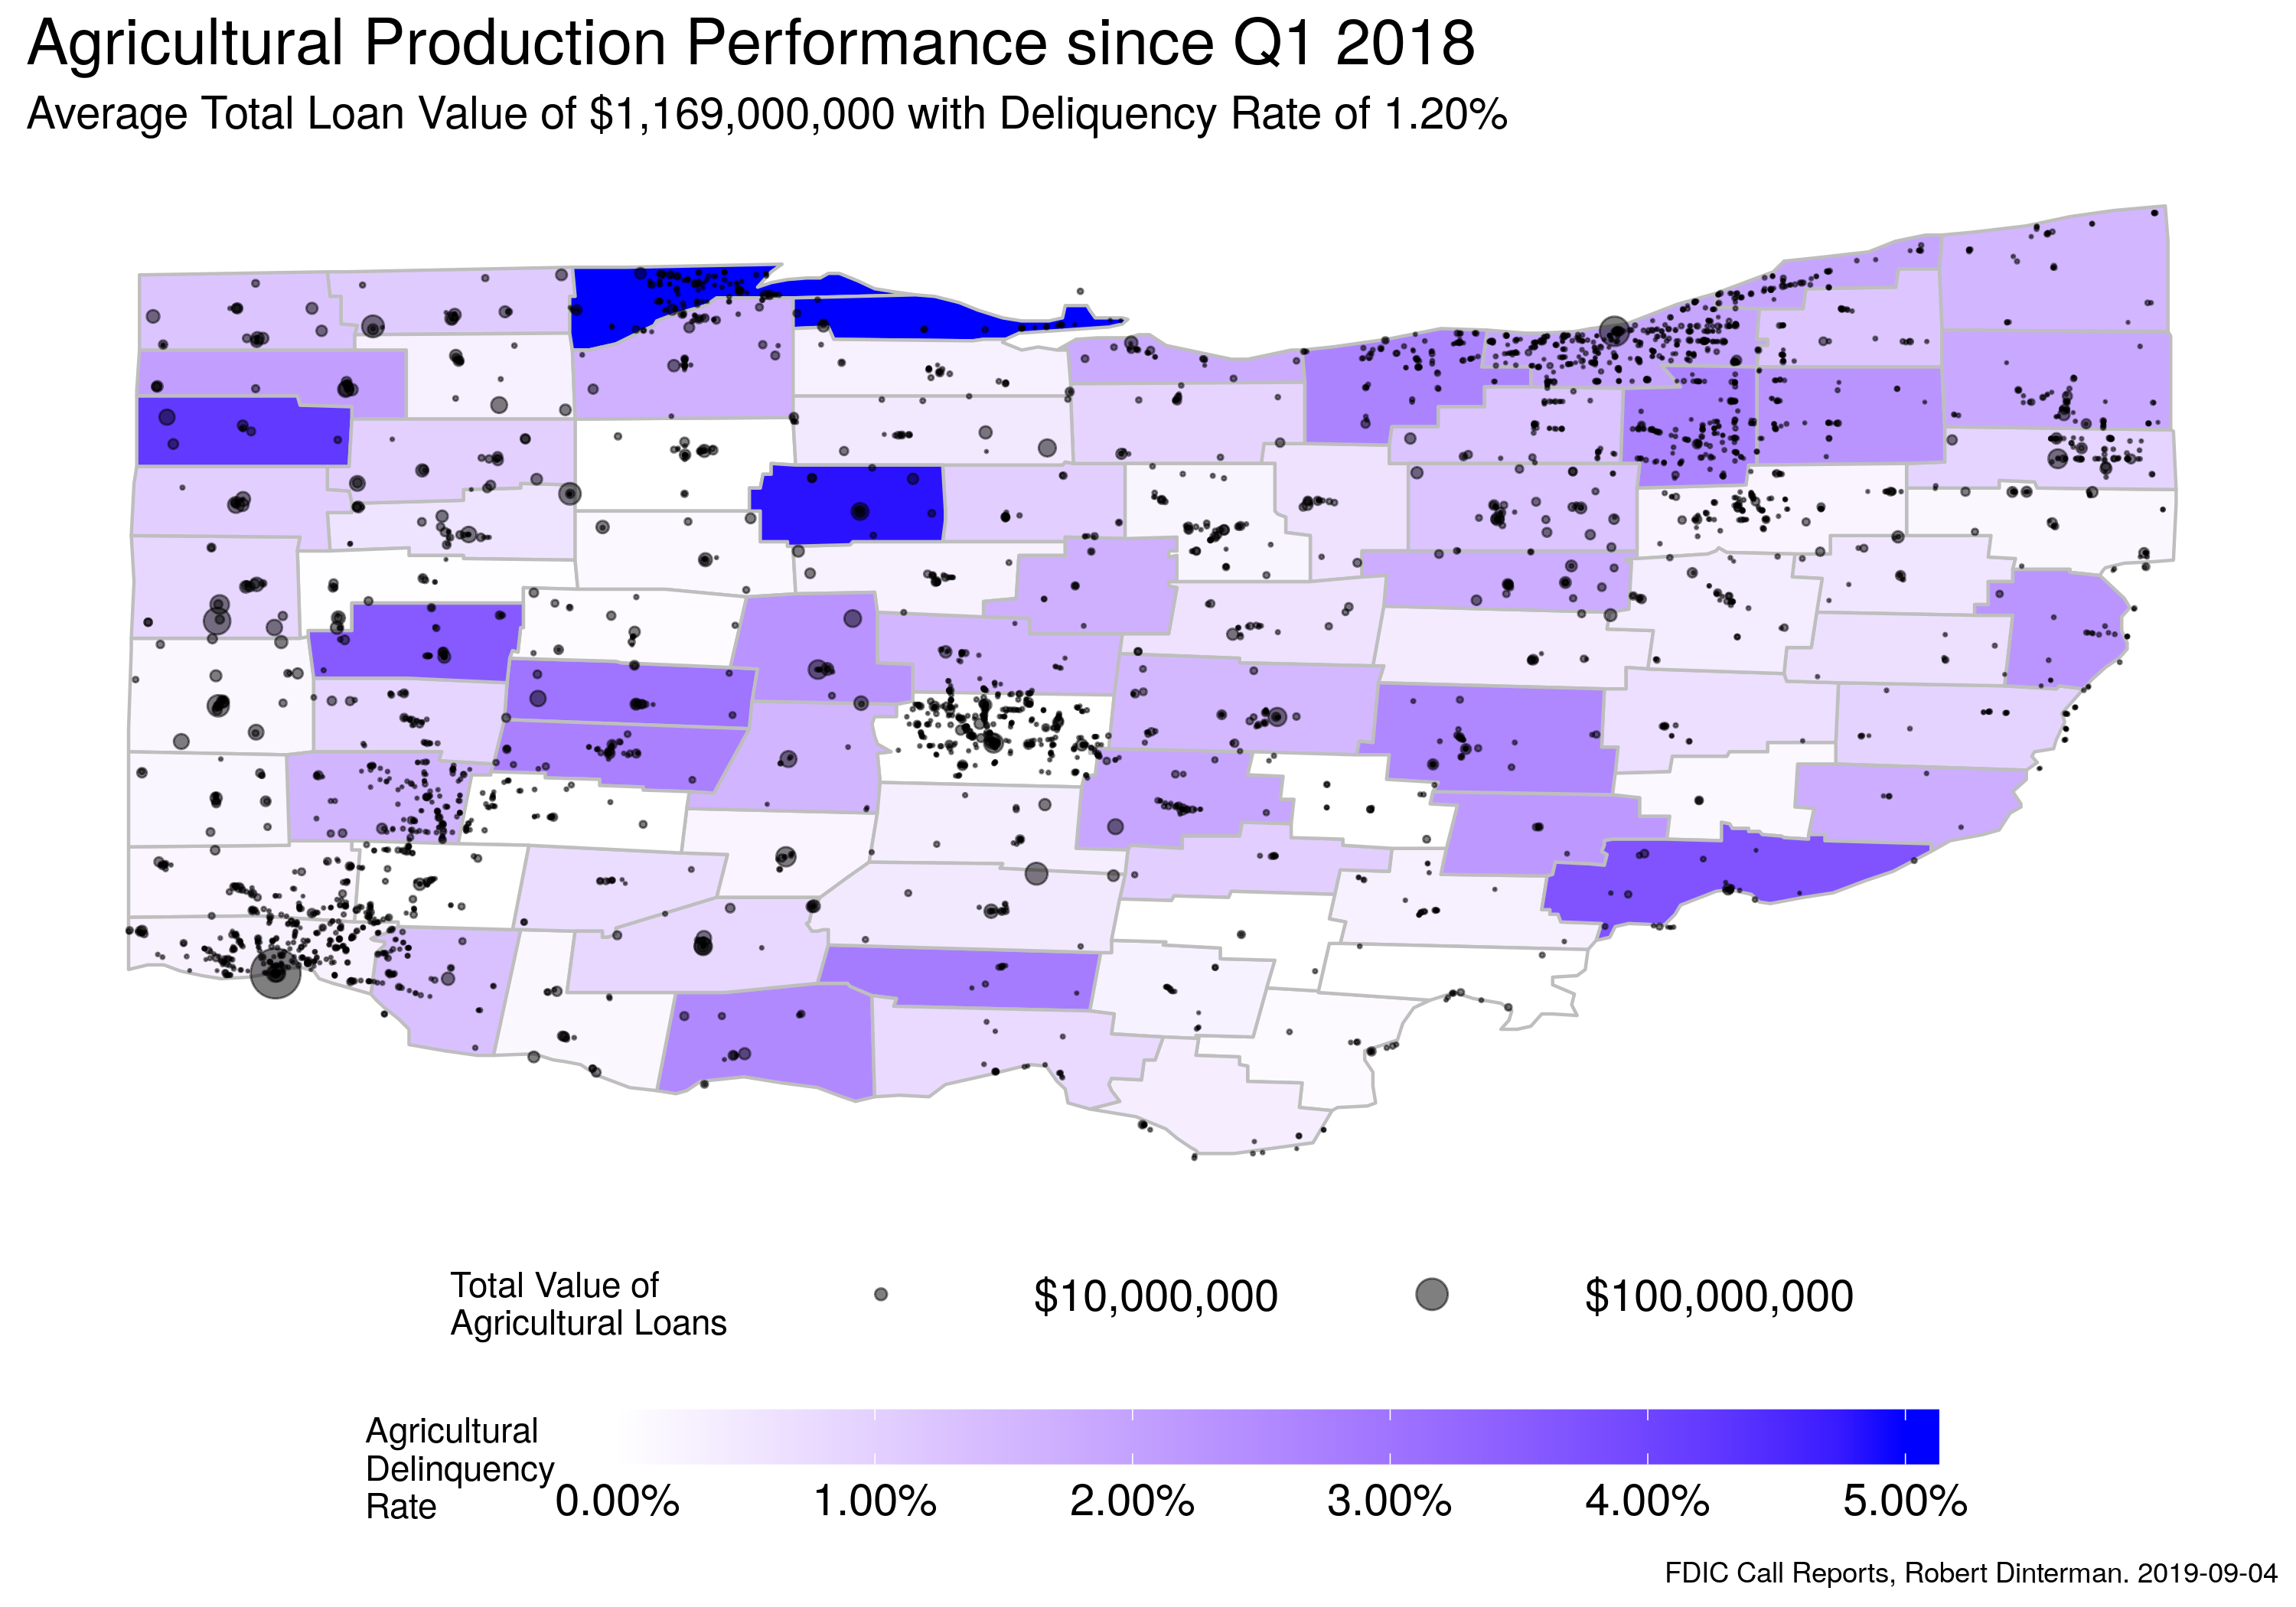 Agricultural Production Performance since Q1 2018
Average Total Loan Value of $1,169,000,000 with Deliquency Rate of 1.20%
Total Value of
Agricultural Loans
$10,000,000
$100,000,000
Agricultural
Delinquency
Rate
0.00%
1.00%
2.00%
3.00%
4.00%
5.00%
FDIC Call Reports, Robert Dinterman. 2019-09-04